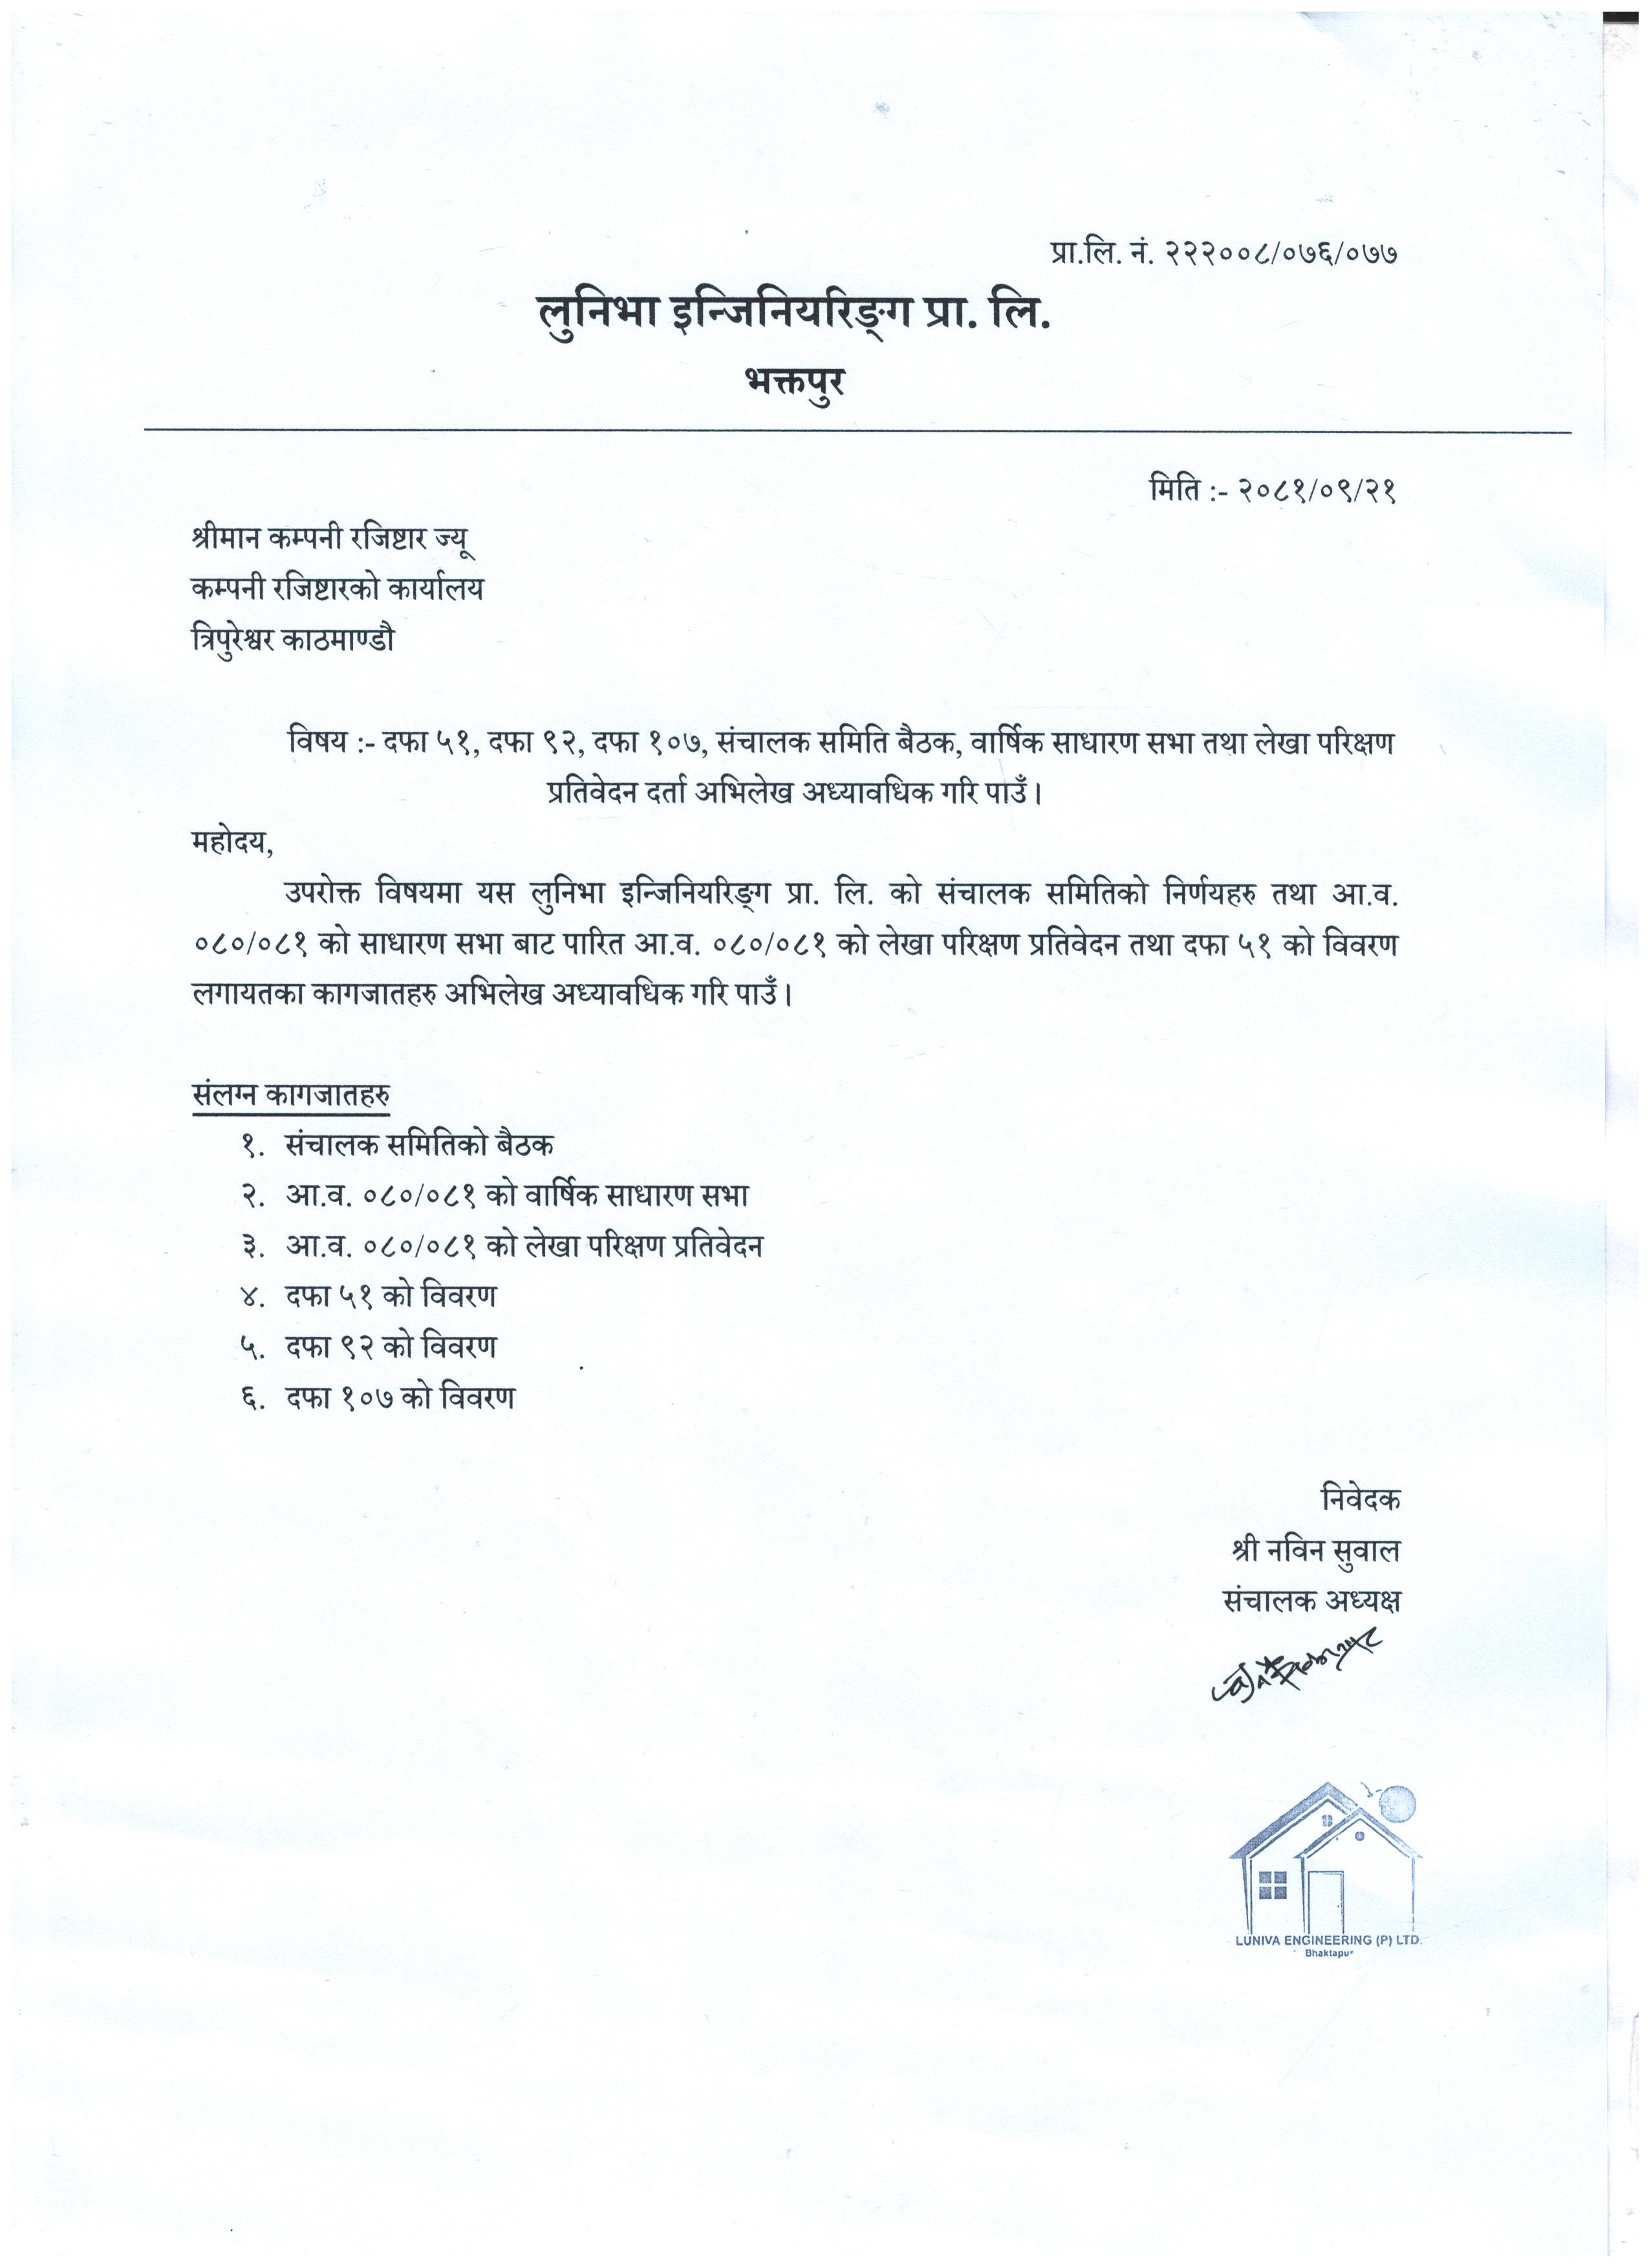 प्रा.लि. नं. २२२००८/०७६/०७७
लुनिभा इन्जिनियरिङ्ग प्रा. लि.
भक्तपुर
मिति :- २०८१/०९/२१
श्रीमान कम्पनी रजिष्टार ज्यू
कम्पनी रजिष्टारको कार्यालय
त्रिपुरेश्वर काठमाण्डौ
विषय :- दफा ५१, दफा ९२, दफा १०७, संचालक समिति बैठक, वार्षिक साधारण सभा तथा लेखा परिक्षण
प्रतिवेदन दर्ता अभिलेख अध्यावधिक गरि पाउँ।
महोदय,
उपरोक्त विषयमा यस लुनिभा इन्जिनियरिङ्ग प्रा. लि. को संचालक समितिको निर्णयहरु तथा आ.व.
०८०/०८१ को साधारण सभा बाट पारित आ.व. ०८०/०८१ को लेखा परिक्षण प्रतिवेदन तथा दफा ५१ को विवरण
लगायतका कागजातहरु अभिलेख अध्यावधिक गरि पाउँ।
संलग्न कागजातहरु
१. संचालक समितिको बैठक
२. आ.व. ०८०/०८१ को वार्षिक साधारण सभा
३. आ.व. ०८०/०८१ को लेखा परिक्षण प्रतिवेदन
४. दफा ५१ को विवरण
५. दफा ९२ को विवरण
६. दफा १०७ को विवरण
निवेदक
श्री नविन सुवाल
संचालक अध्यक्ष
LUNIVA ENGINEERING (P) LTD.
Bhaktapur